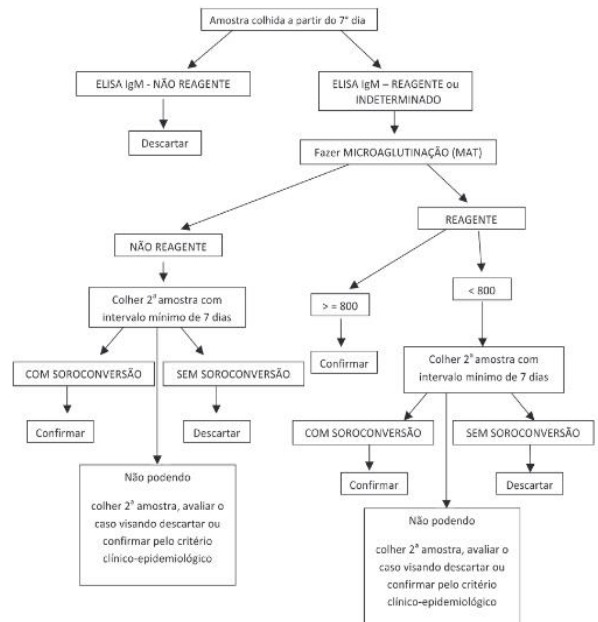 Amostra colhida a partir do 7° dia
ELISA IgM - NÃO REAGENTE
ELISA IgM – REAGENTE ou
INDETERMINADO
Descartar
Fazer MICROAGLUTINAÇÃO (MAT)
NÃO REAGENTE
REAGENTE
Colher 2ª amostra com
intervalo mínimo de 7 dias
> = 800
< 800
Confirmar
Colher 2ª amostra com
intervalo minimo de 7 dias
COM SOROCONVERSÃO
SEM SOROCONVERSÃO
Confirmar
Descartar
COM SOROCONVERSÃO
SEM SOROCONVERSÃO
Confirmar
Descartar
Não podendo
colher 2ª amostra, avaliar o
caso visando descartar ou
confirmar pelo critério
clínico-epidemiológico
Não podendo
colher 2ª amostra, avaliar o
caso visando descartar ou
confirmar pelo critério
clínico-epidemiológico